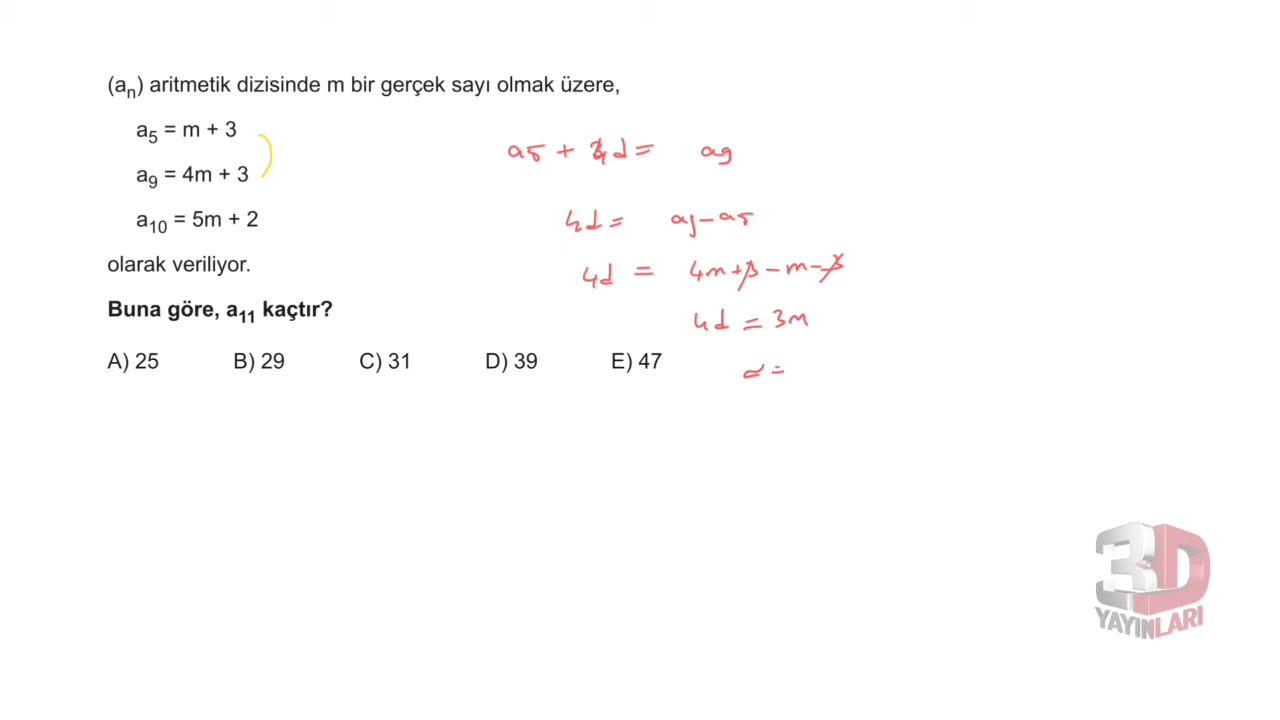 (an) aritmetik dizisinde m bir gerçek sayı olmak üzere,
a5 = m + 3
a9 = 4m + 3
a10 = 5m + 2
olarak veriliyor.
Buna göre, a11 kaçtır?
A) 25 B) 29 C) 31 D) 39 E) 47
a5 + 4d = a9
4d = a9 - a5
4d = 4m + 3 - m - 3
4d = 3m
d =
3D
YAYINLARI